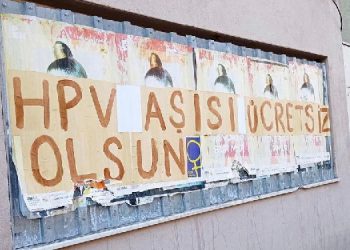 HPV AŞISI ÜCRETSİZ
OLSUN